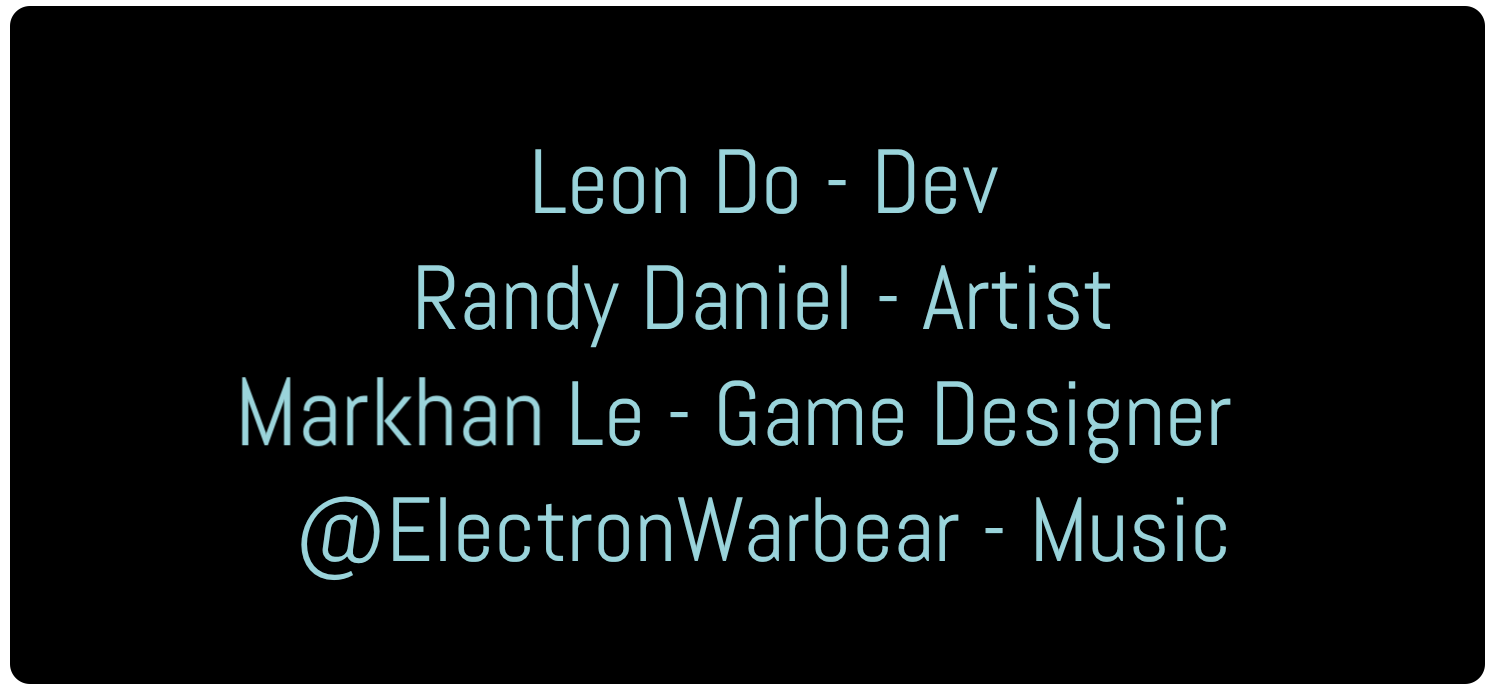 Leon Do - Dev
Randy Daniel - Artist
Markhan Le - Game Designer
@ElectronWarbear - Music